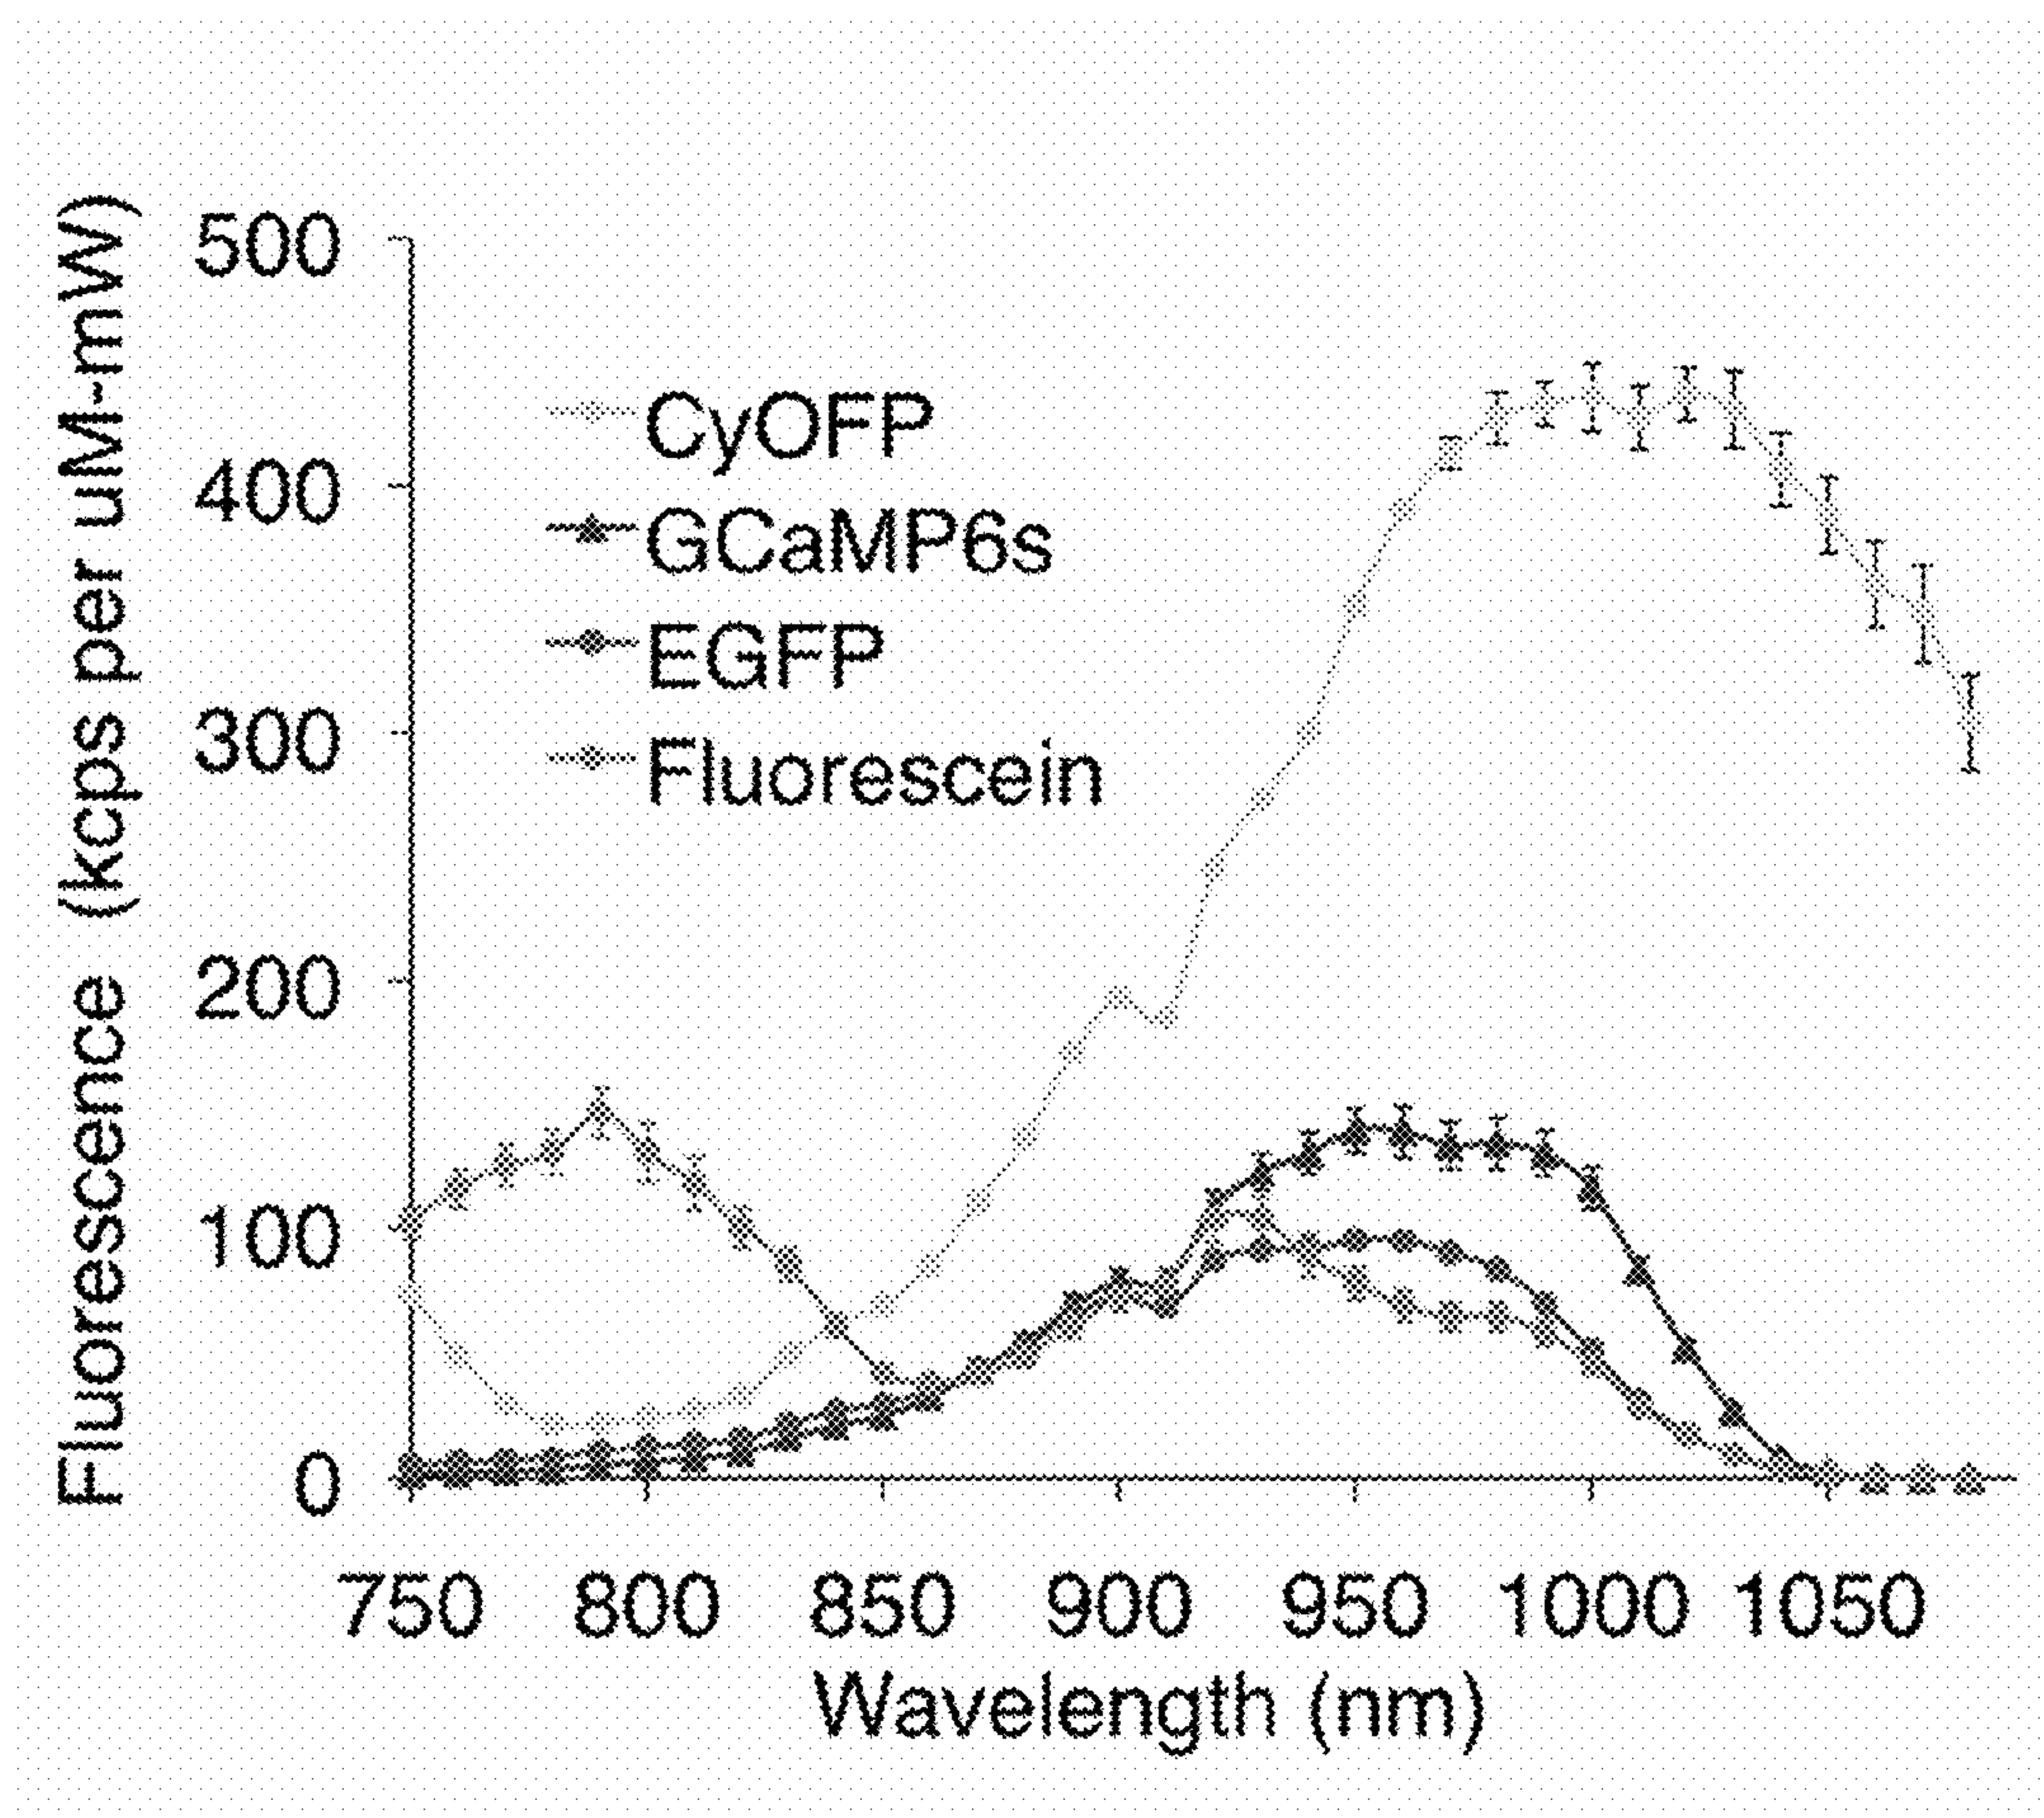 Fluorescence (kcps per uM-mW)
500
400
300
200
100
0
CyOFP
GCaMP6s
EGFP
Fluorescein
750 800 850 900 950 1000 1050
Wavelength (nm)